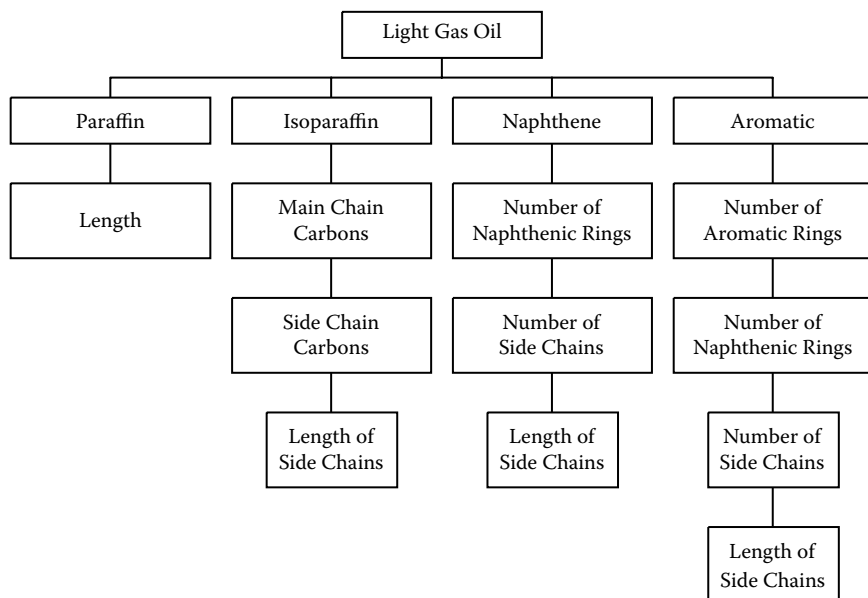 Light Gas Oil
Paraffin
Isoparaffin
Naphthene
Aromatic
Length
Main Chain
Carbons
Number of
Naphthenic Rings
Number of
Aromatic Rings
Side Chain
Carbons
Number of
Side Chains
Number of
Naphthenic Rings
Length of
Side Chains
Length of
Side Chains
Number of
Side Chains
Length of
Side Chains